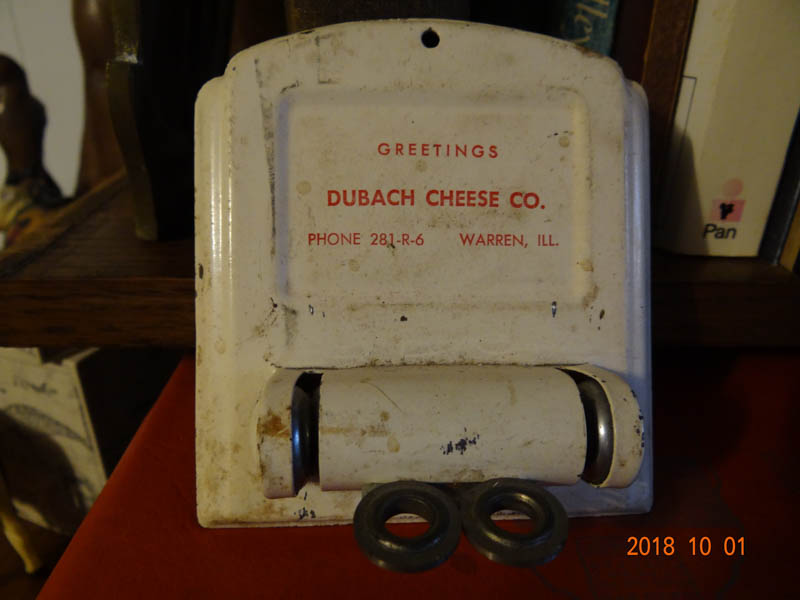 GREETINGS
DUBACH CHEESE CO.
PHONE 281-R-6 WARREN, ILL.
Pan
2018 10 01